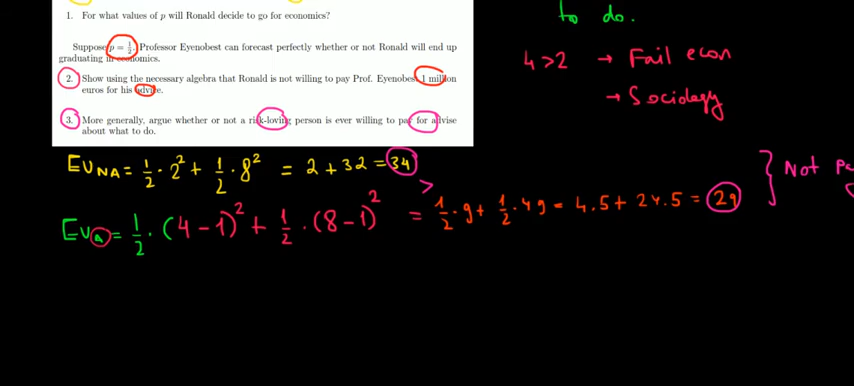 1. For what values of p will Ronald decide to go for economics?
Suppose p = 1/2. Professor Eyenobest can forecast perfectly whether or not Ronald will end up
graduating in economics.
2. Show using the necessary algebra that Ronald is not willing to pay Prof. Eyenobest 1 million
euros for his advice.
3. More generally, argue whether or not a risk-loving person is ever willing to pay for advise
about what to do.
to do.
4>2 → Fail econ
→ Sociology
EU_NA = 1/2 · 2² + 1/2 · 8² = 2 + 32 = 34
>
EU_A = 1/2 · (4 - 1)² + 1/2 · (8 - 1)² = 1/2 · 9 + 1/2 · 49 = 4.5 + 24.5 = 29
} Not